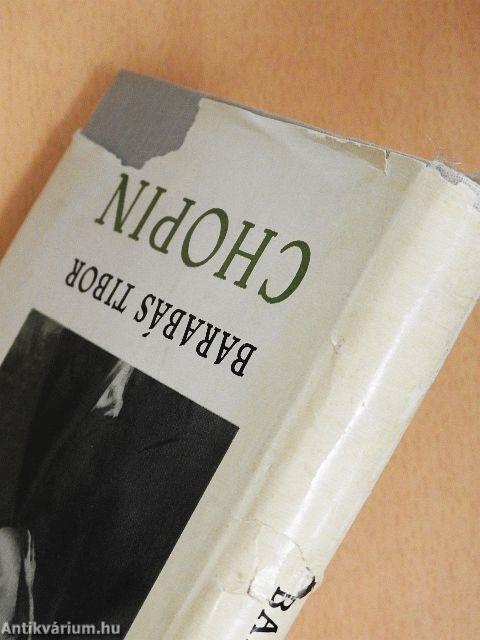 CHOPIN
BARABÁS TIBOR
BA
Antikvárium.hu